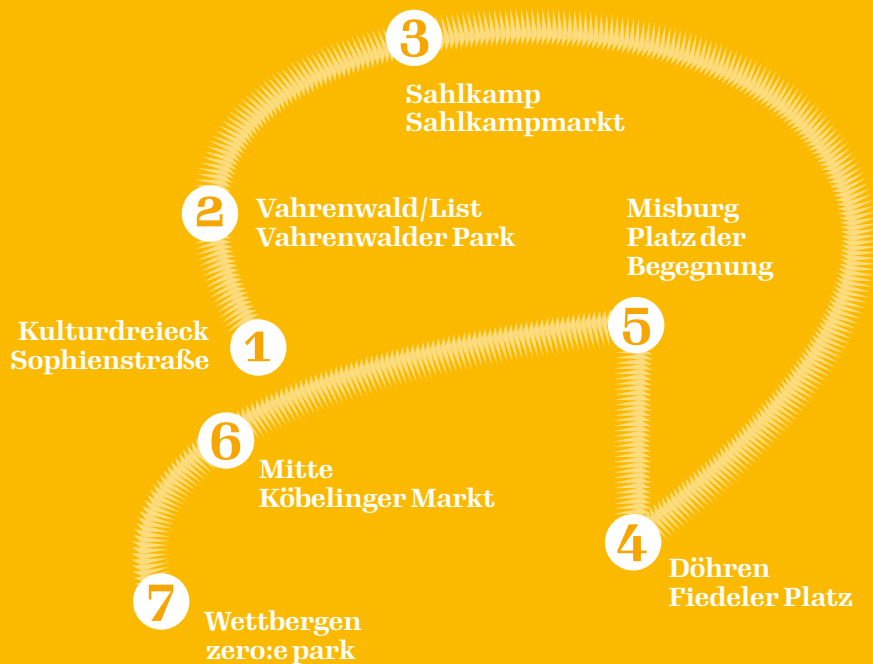 1
Kulturdreieck
Sophienstraße
2
Vahrenwald/List
Vahrenwalder Park
3
Sahlkamp
Sahlkampmarkt
4
Döhren
Fiedeler Platz
5
Misburg
Platz der
Begegnung
6
Mitte
Köbelinger Markt
7
Wettbergen
zero:e park